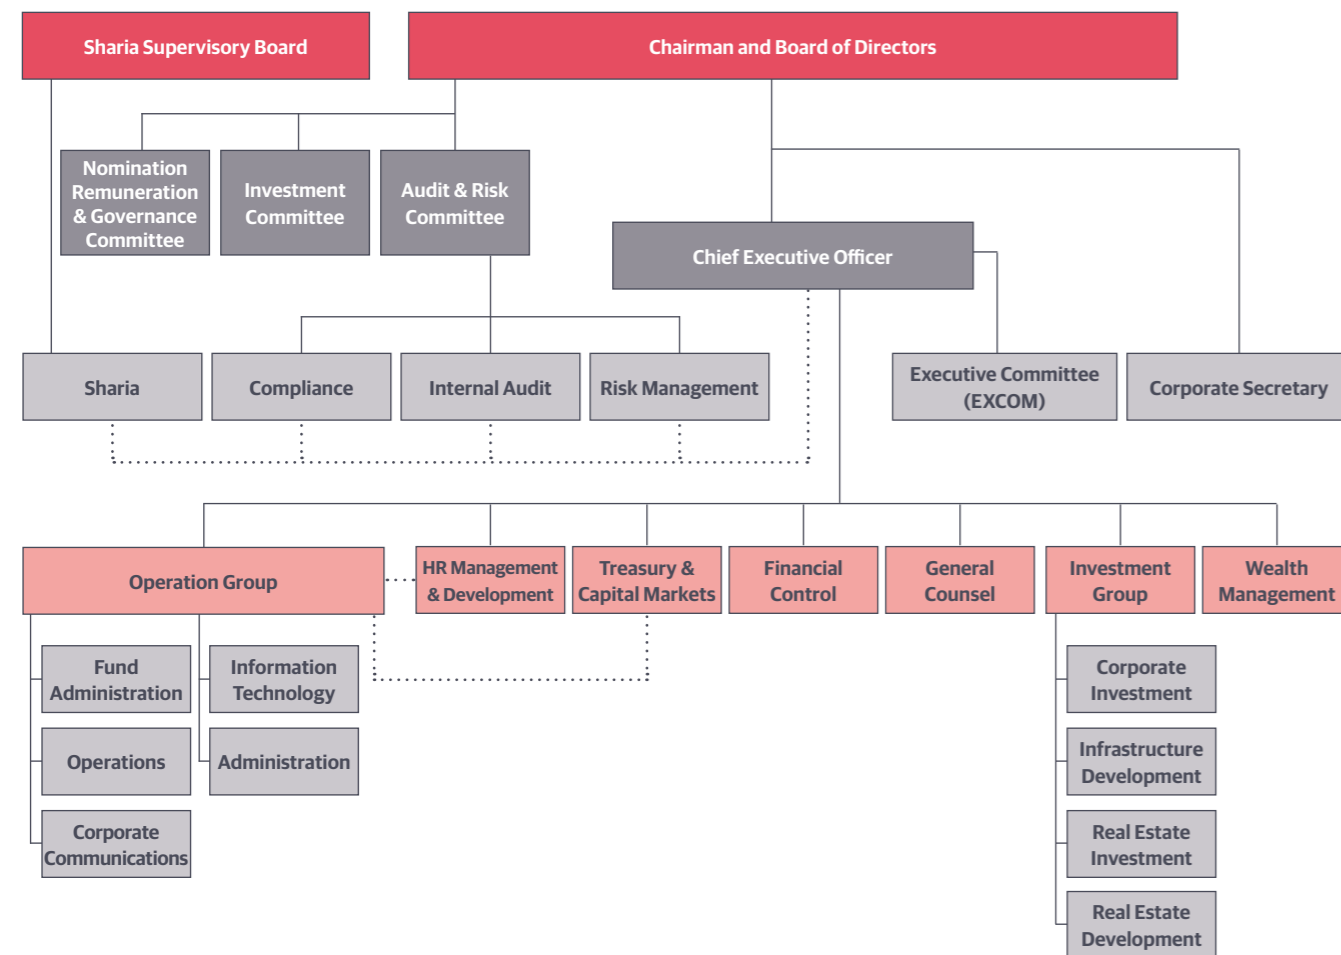 Sharia Supervisory Board
Chairman and Board of Directors
Nomination
Remuneration
& Governance
Committee
Investment
Committee
Audit & Risk
Committee
Chief Executive Officer
Sharia
Compliance
Internal Audit
Risk Management
Executive Committee
(EXCOM)
Corporate Secretary
Operation Group
HR Management
& Development
Treasury &
Capital Markets
Financial
Control
General
Counsel
Investment
Group
Wealth
Management
Fund
Administration
Information
Technology
Corporate
Investment
Operations
Administration
Infrastructure
Development
Corporate
Communications
Real Estate
Investment
Real Estate
Development